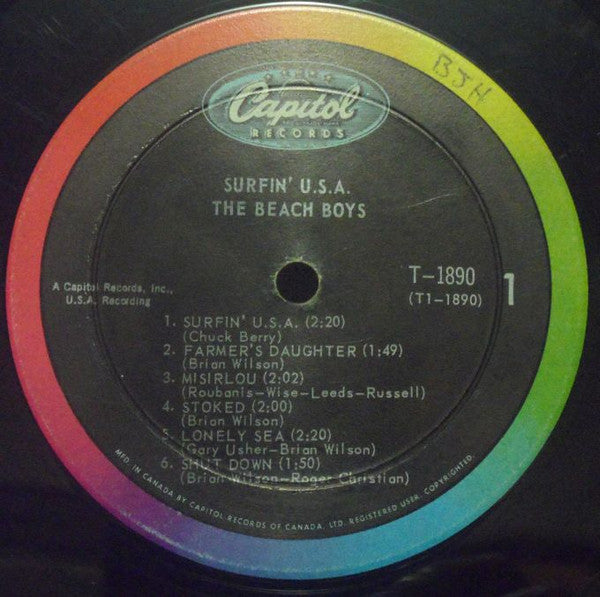 BJH
Capitol
RECORDS
SURFIN' U.S.A.
THE BEACH BOYS
A Capitol Records, Inc.,
U.S.A. Recording
T-1890
(T1-1890)
1
1. SURFIN' U.S.A. (2:20)
(Chuck Berry)
2. FARMER'S DAUGHTER (1:49)
(Brian Wilson)
3. MISIRLOU (2:02)
(Roubanis-Wise-Leeds-Russell)
4. STOKED (2:00)
(Brian Wilson)
5. LONELY SEA (2:20)
(Gary Usher-Brian Wilson)
6. SHUT DOWN (1:50)
(Brian Wilson-Roger Christian)
MFD. IN CANADA BY CAPITOL RECORDS OF CANADA, LTD. REGISTERED USER. COPYRIGHTED.